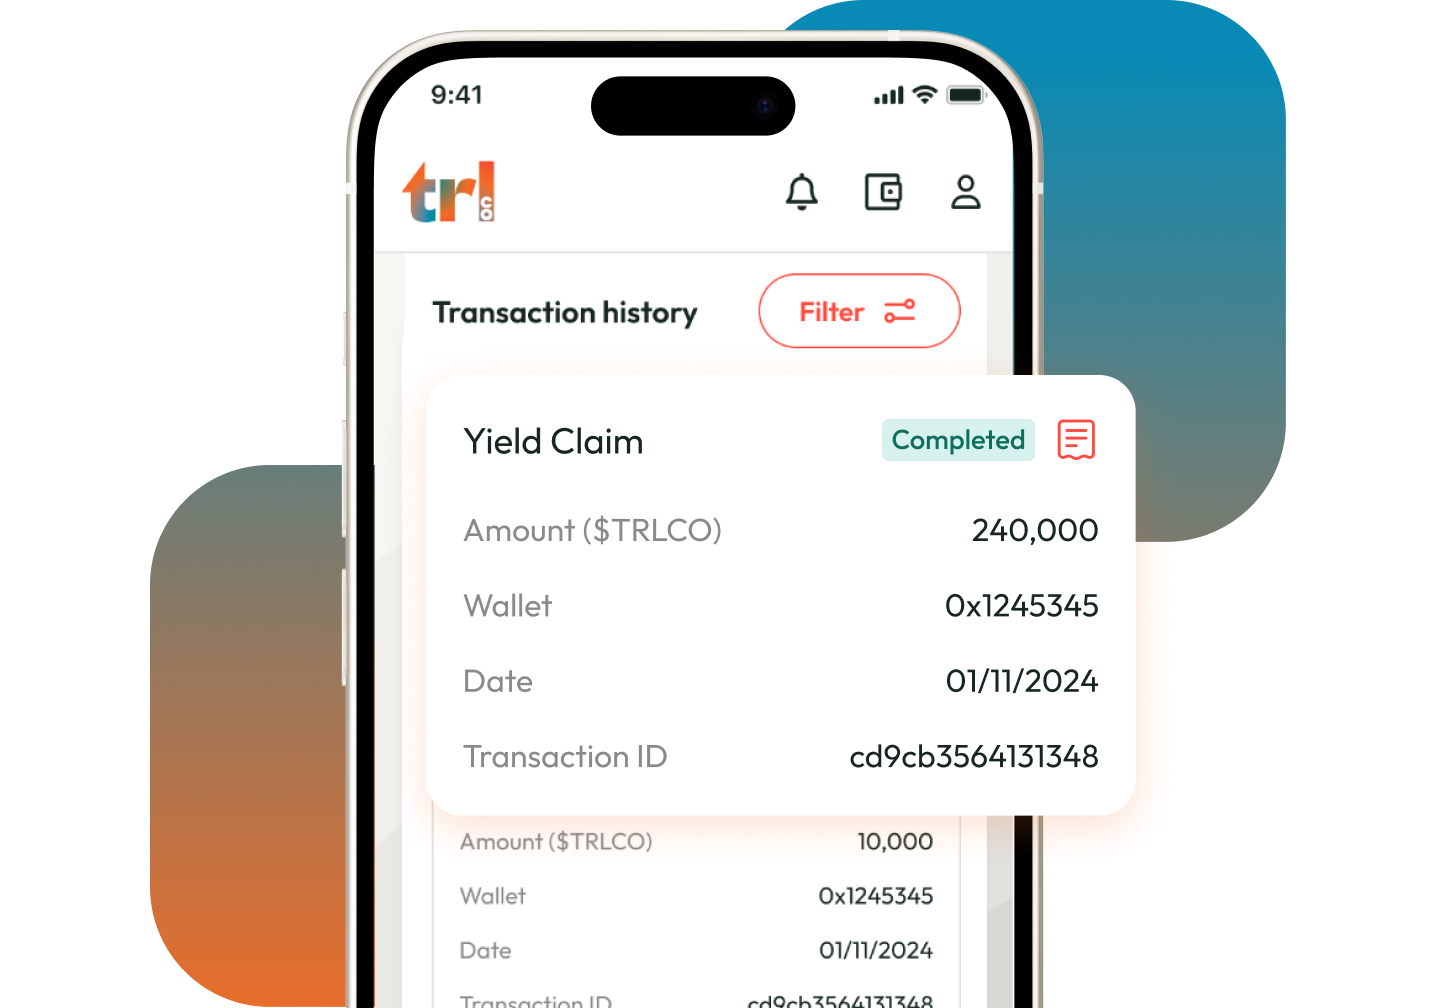 9:41
trl
co
Transaction history
Filter
Yield Claim
Completed
Amount ($TRLCO)
240,000
Wallet
0x1245345
Date
01/11/2024
Transaction ID
cd9cb3564131348
Amount ($TRLCO)
10,000
Wallet
0x1245345
Date
01/11/2024
Transaction ID
cd9cb3564131348